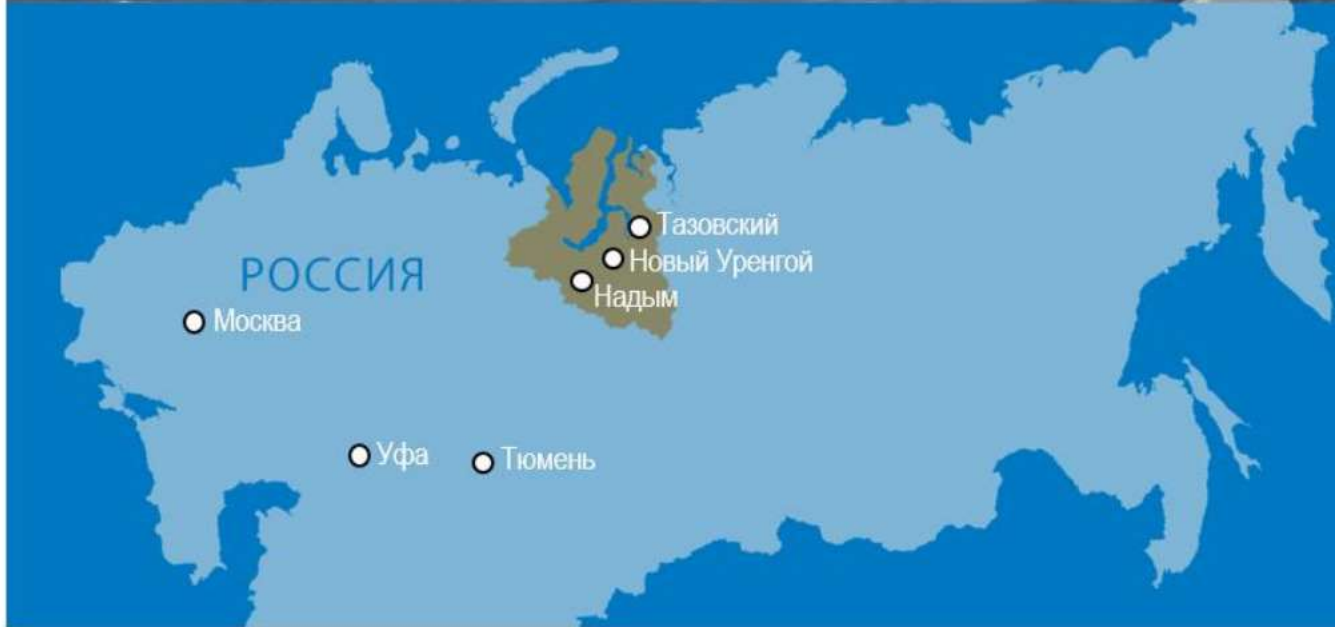 Тазовский
Новый Уренгой
РОССИЯ
Надым
Москва
Уфа
Тюмень